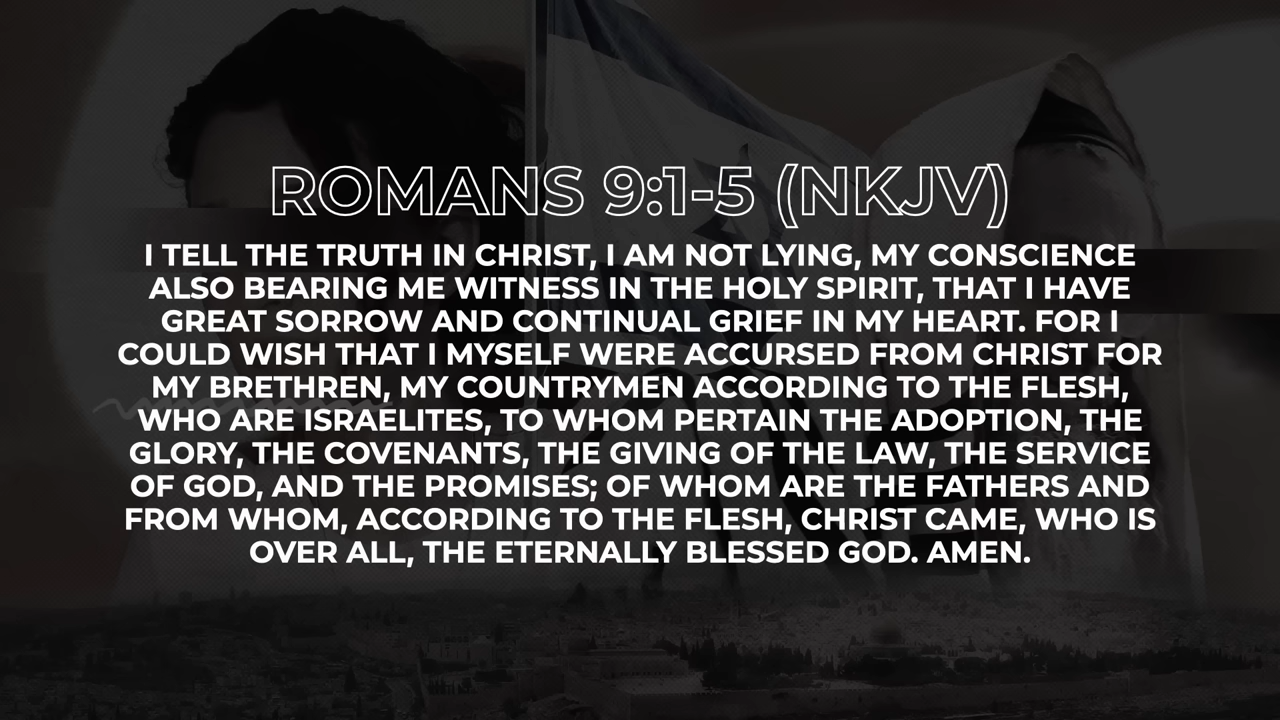 ROMANS 9:1-5 (NKJV)
I TELL THE TRUTH IN CHRIST, I AM NOT LYING, MY CONSCIENCE
ALSO BEARING ME WITNESS IN THE HOLY SPIRIT, THAT I HAVE
GREAT SORROW AND CONTINUAL GRIEF IN MY HEART. FOR I
COULD WISH THAT I MYSELF WERE ACCURSED FROM CHRIST FOR
MY BRETHREN, MY COUNTRYMEN ACCORDING TO THE FLESH,
WHO ARE ISRAELITES, TO WHOM PERTAIN THE ADOPTION, THE
GLORY, THE COVENANTS, THE GIVING OF THE LAW, THE SERVICE
OF GOD, AND THE PROMISES; OF WHOM ARE THE FATHERS AND
FROM WHOM, ACCORDING TO THE FLESH, CHRIST CAME, WHO IS
OVER ALL, THE ETERNALLY BLESSED GOD. AMEN.